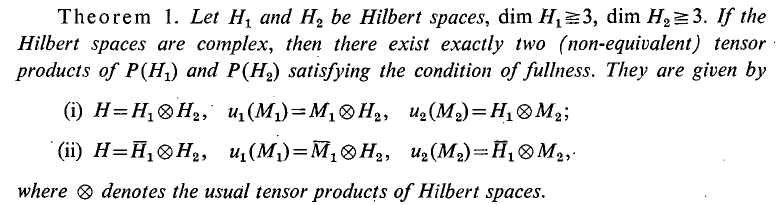 Theorem 1. Let H₁ and H₂ be Hilbert spaces, dim H₁≧3, dim H₂≧3. If the
Hilbert spaces are complex, then there exist exactly two (non-equivalent) tensor
products of P(H₁) and P(H₂) satisfying the condition of fullness. They are given by
(i) H=H₁⊗H₂, u₁(M₁)=M₁⊗H₂, u₂(M₂)=H₁⊗M₂;
(ii) H=H̅₁⊗H₂, u₁(M₁)=M̅₁⊗H₂, u₂(M₂)=H̅₁⊗M₂,
where ⊗ denotes the usual tensor products of Hilbert spaces.